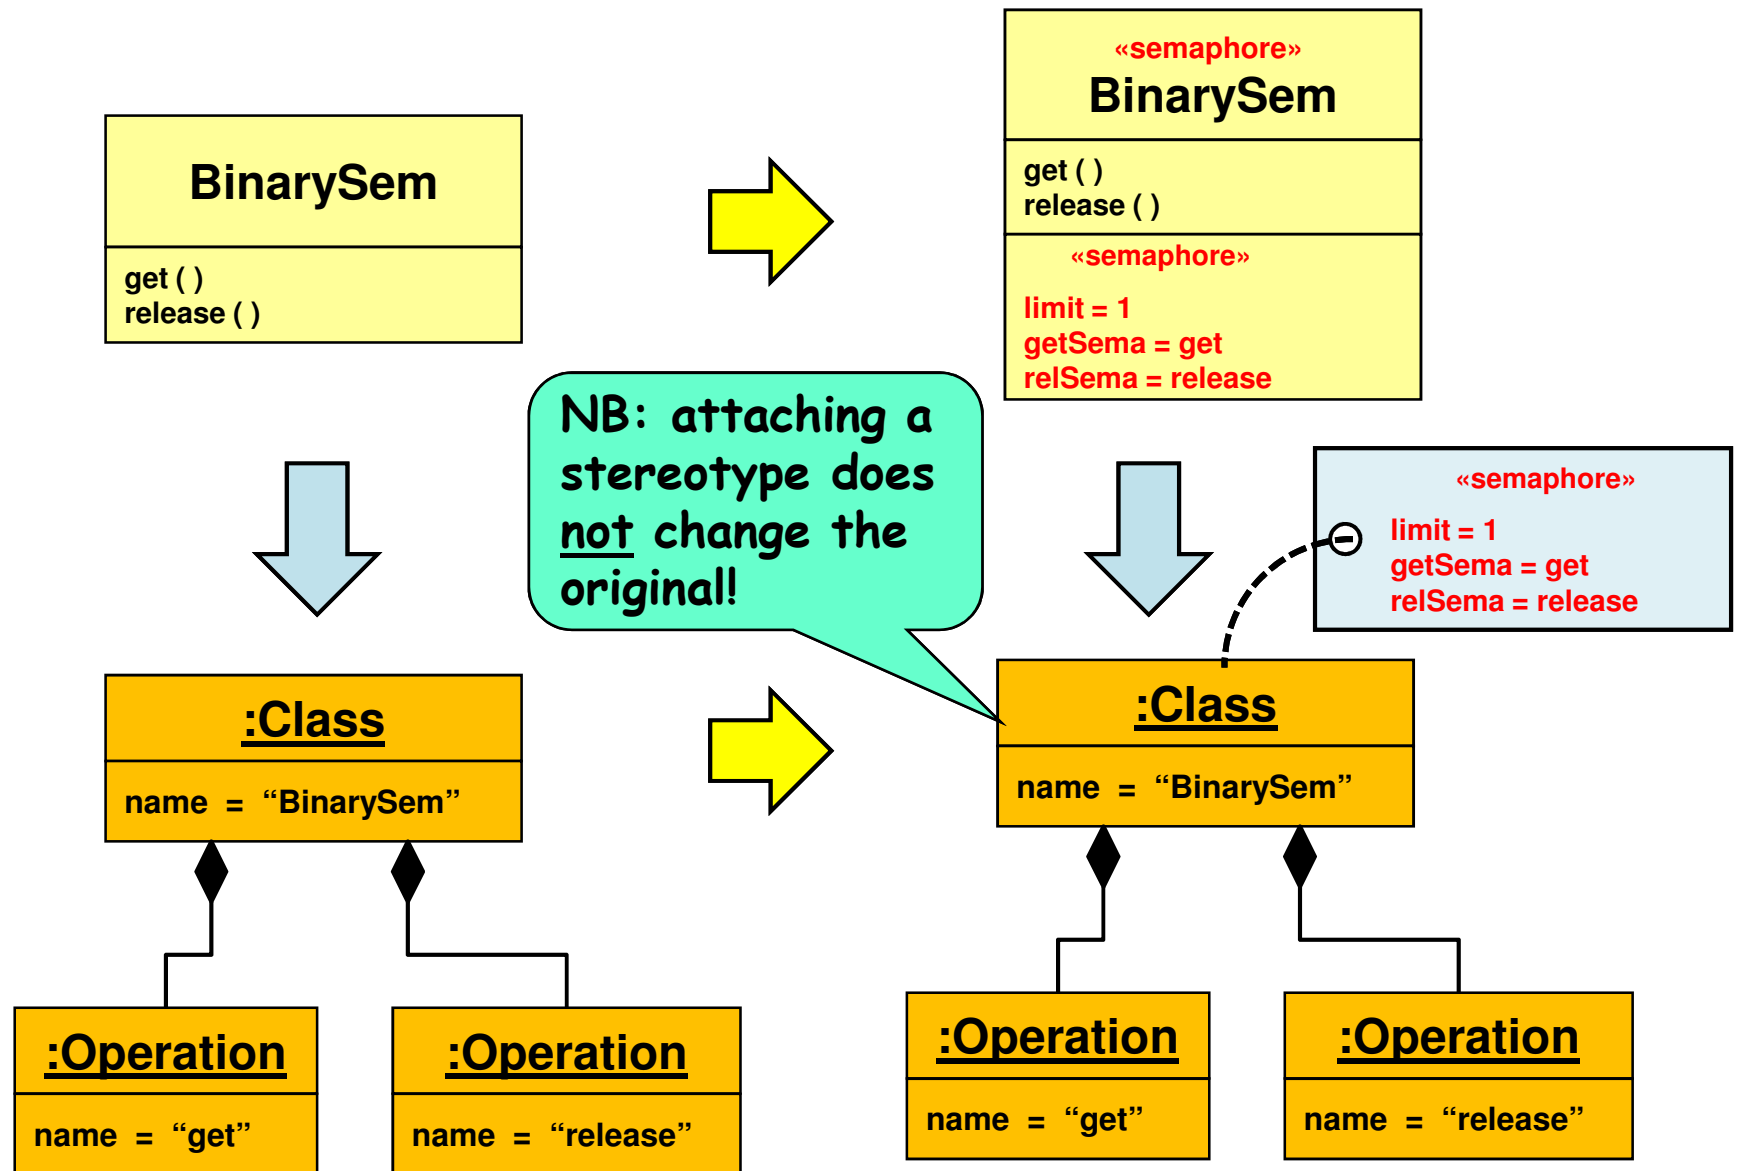 BinarySem
get ( )
release ( )
«semaphore»
BinarySem
get ( )
release ( )
«semaphore»
limit = 1
getSema = get
relSema = release
NB: attaching a
stereotype does
not change the
original!
«semaphore»
limit = 1
getSema = get
relSema = release
:Class
name = “BinarySem”
:Class
name = “BinarySem”
:Operation
name = “get”
:Operation
name = “release”
:Operation
name = “get”
:Operation
name = “release”